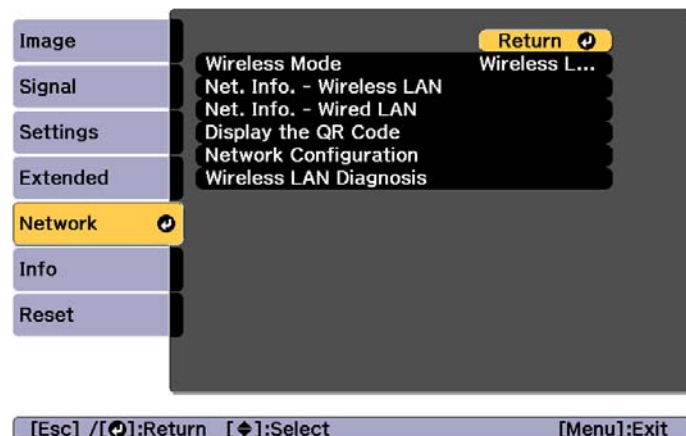 Image
Signal
Settings
Extended
Network
Info
Reset
Return
Wireless Mode Wireless L...
Net. Info. - Wireless LAN
Net. Info. - Wired LAN
Display the QR Code
Network Configuration
Wireless LAN Diagnosis
[Esc] /[⏎]:Return [◆]:Select [Menu]:Exit